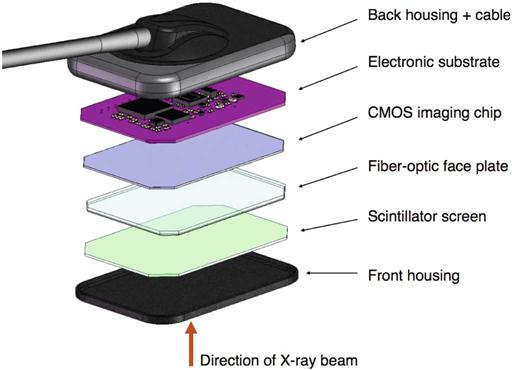 Back housing + cable
Electronic substrate
CMOS imaging chip
Fiber-optic face plate
Scintillator screen
Front housing
Direction of X-ray beam